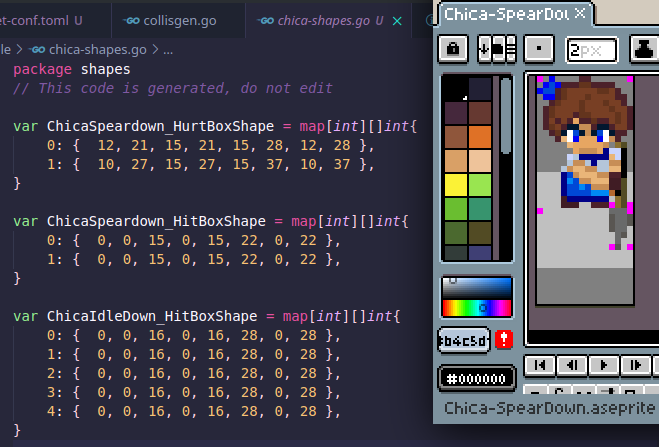 et-conf.toml U
GO collisgen.go
GO chica-shapes.go U ×
le > GO chica-shapes.go > ...
package shapes
// This code is generated, do not edit
var ChicaSpeardown_HurtBoxShape = map[int][]int{
0: { 12, 21, 15, 21, 15, 28, 12, 28 },
1: { 10, 27, 15, 27, 15, 37, 10, 37 },
}
var ChicaSpeardown_HitBoxShape = map[int][]int{
0: { 0, 0, 15, 0, 15, 22, 0, 22 },
1: { 0, 0, 15, 0, 15, 22, 0, 22 },
}
var ChicaIdleDown_HitBoxShape = map[int][]int{
0: { 0, 0, 16, 0, 16, 28, 0, 28 },
1: { 0, 0, 16, 0, 16, 28, 0, 28 },
2: { 0, 0, 16, 0, 16, 28, 0, 28 },
3: { 0, 0, 16, 0, 16, 28, 0, 28 },
4: { 0, 0, 16, 0, 16, 28, 0, 28 },
}
Chica-SpearDo
2px
#b4c5d
#000000
Chica-SpearDown.aseprite